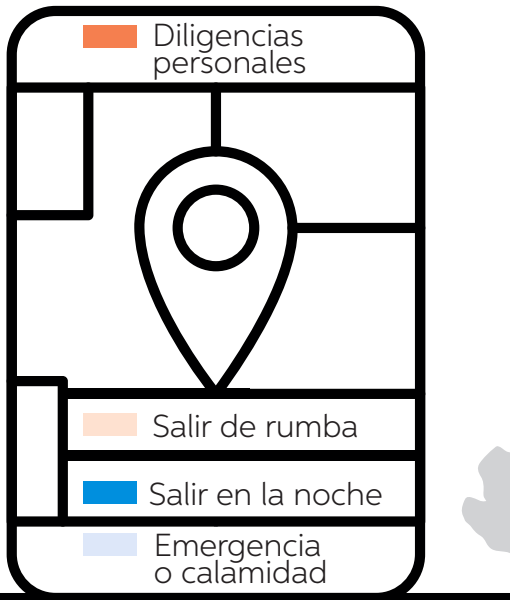 Diligencias
personales
Salir de rumba
Salir en la noche
Emergencia
o calamidad